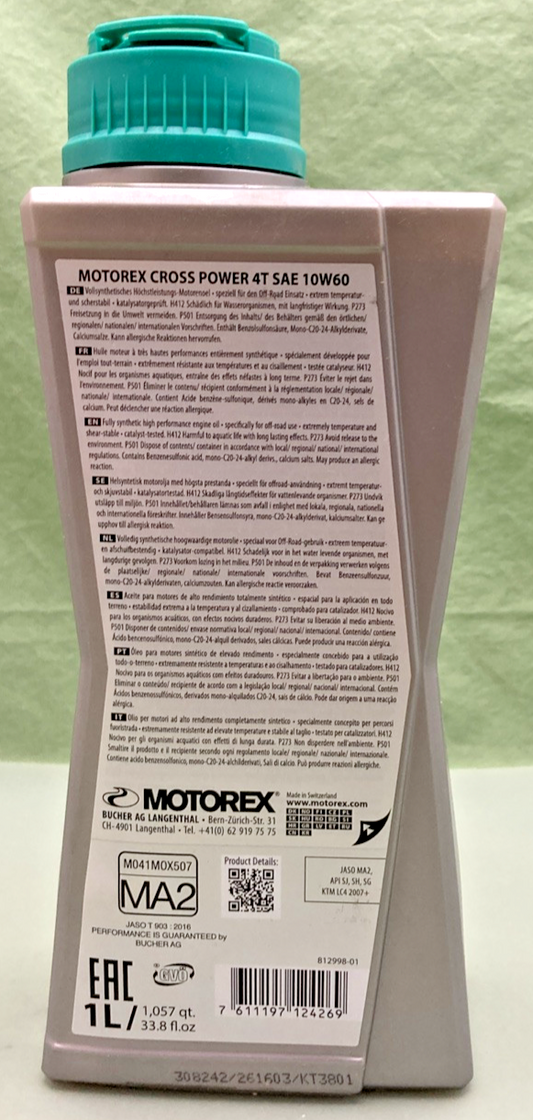 MOTOREX CROSS POWER 4T SAE 10W60
DE Vollsynthetisches Höchstleistungs-Motorenoel • speziell für den Off-Road Einsatz • extrem temperatur-
und scherstabil • katalysatorgeprüft. H412 Schädlich für Wasserorganismen, mit langfristiger Wirkung. P273
Freisetzung in die Umwelt vermeiden. P501 Entsorgung des Inhalts/ des Behälters gemäß den örtlichen/
regionalen/ nationalen/ internationalen Vorschriften. Enthält Benzolsulfonsäure, Mono-C20-24-Alkylderivate,
Calciumsalze. Kann allergische Reaktionen hervorrufen.
FR Huile moteur à très hautes performances entièrement synthétique • spécialement développée pour
l'emploi tout-terrain • extrêmement résistante aux températures et au cisaillement • testée catalyseur. H412
Nocif pour les organismes aquatiques, entraîne des effets néfastes à long terme. P273 Éviter le rejet dans
l'environnement. P501 Éliminer le contenu/ récipient conformément à la réglementation locale/ régionale/
nationale/ internationale. Contient Acide benzène-sulfonique, dérivés mono-alkyles en C20-24, sels de
calcium. Peut déclencher une réaction allergique.
EN Fully synthetic high performance engine oil • specifically for off-road use • extremely temperature and
shear-stable • catalyst-tested. H412 Harmful to aquatic life with long lasting effects. P273 Avoid release to the
environment. P501 Dispose of contents/ container in accordance with local/ regional/ national/ international
regulations. Contains Benzenesulfonic acid, mono-C20-24-alkyl derivs., calcium salts. May produce an allergic
reaction.
SE Helsyntetisk motorolja med högsta prestanda • speciellt för offroad-användning • extremt temperatur-
och skjuvstabil • katalysatortestad. H412 Skadliga långtidseffekter för vattenlevande organismer. P273 Undvik
utsläpp till miljön. P501 Innehållet/behållaren lämnas som avfall i enlighet med lokala, regionala, nationella
och internationella föreskrifter. Innehåller Bensensulfonsyra, mono-C20-24-alkylderivat, kalciumsalter. Kan ge
upphov till allergisk reaktion.
NL Volledig synthetische hoogwaardige motorolie • speciaal voor Off-Road-gebruik • extreem temperatuur-
en afschuifbestendig • katalysator-compatibel. H412 Schadelijk voor in het water levende organismen, met
langdurige gevolgen. P273 Voorkom lozing in het milieu. P501 De inhoud en de verpakking verwerken volgens
de plaatselijke/ regionale/ nationale/ internationale voorschriften. Bevat Benzeensulfonzuur,
mono-C20-24-alkylderivaten, calciumzouten. Kan allergische reactie veroorzaken.
ES Aceite para motores de alto rendimiento totalmente sintético • espacial para la aplicación en todo
terreno • estabilidad extrema a la temperatura y al cizallamiento • comprobado para catalizador. H412 Nocivo
para los organismos acuáticos, con efectos nocivos duraderos. P273 Evitar su liberación al medio ambiente.
P501 Disponer de contenidos/ envase normativa local/ regional/ nacional/ internacional. Contenido/ contiene
Ácido bencenosulfónico, mono-C20-24-alquil derivados, sales cálcicas. Puede producir una reacción alérgica.
PT Óleo para motores sintético de elevado rendimento • especialmente concebido para a utilização
todo-o-terreno • extremamente resistente a temperaturas e ao cisalhamento • testado para catalizadores. H412
Nocivo para os organismos aquáticos com efeitos duradouros. P273 Evitar a libertação para o ambiente. P501
Eliminar o conteúdo/ recipiente de acordo com a legislação local/ regional/ nacional/ internacional. Contém
Ácidos benzenossulfónicos, derivados mono-alquilados C20-24, sais de cálcio. Pode dar origem a uma reacção
alérgica.
IT Olio per motori ad alto rendimento completamente sintetico • specialmente concepito per percorsi
fuoristrada • estremamente resistente ad elevate temperature e stabile al taglio • testato per catalizzatori. H412
Nocivo per gli organismi acquatici con effetti di lunga durata. P273 Non disperdere nell'ambiente. P501
Smaltire il prodotto e il recipiente secondo ogni regolamento locale/ regionale/ nazionale/ internazionale.
Contiene acido benzensolfonico, mono-C20-24-alchilderivati, Sali di calcio. Può produrre reazioni allergiche.
MOTOREX®
BUCHER AG LANGENTHAL • Bern-Zürich-Str. 31
CH-4901 Langenthal • Tel. +41(0) 62 919 75 75
Made in Switzerland
www.motorex.com
M041MOX507
MA2
JASO T 903 : 2016
PERFORMANCE IS GUARANTEED by
BUCHER AG
Product Details:
JASO MA2,
API SJ, SH, SG
KTM LC4 2007+
812998-01
EAC
GVÖ
1L/ 1,057 qt.
33.8 fl.oz
7 611197 124269
308242/261603/KT3801